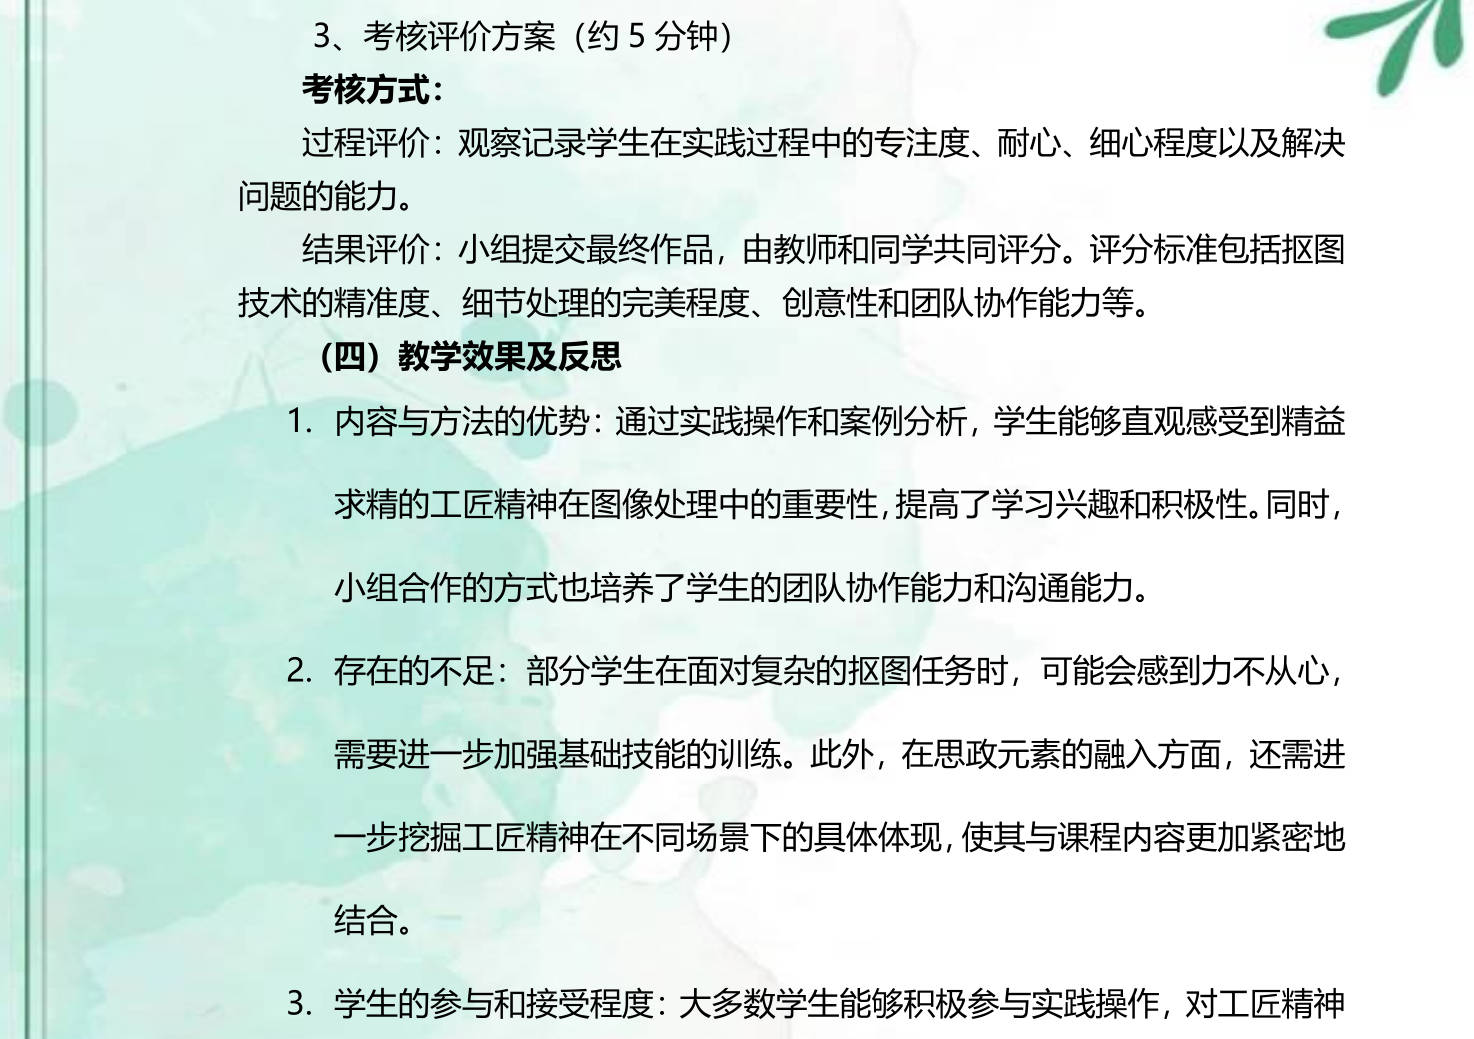 3、考核评价方案（约 5 分钟）
考核方式：
过程评价：观察记录学生在实践过程中的专注度、耐心、细心程度以及解决
问题的能力。
结果评价：小组提交最终作品，由教师和同学共同评分。评分标准包括抠图
技术的精准度、细节处理的完美程度、创意性和团队协作能力等。
（四）教学效果及反思
1. 内容与方法的优势：通过实践操作和案例分析，学生能够直观感受到精益
求精的工匠精神在图像处理中的重要性，提高了学习兴趣和积极性。同时，
小组合作的方式也培养了学生的团队协作能力和沟通能力。
2. 存在的不足：部分学生在面对复杂的抠图任务时，可能会感到力不从心，
需要进一步加强基础技能的训练。此外，在思政元素的融入方面，还需进
一步挖掘工匠精神在不同场景下的具体体现，使其与课程内容更加紧密地
结合。
3. 学生的参与和接受程度：大多数学生能够积极参与实践操作，对工匠精神